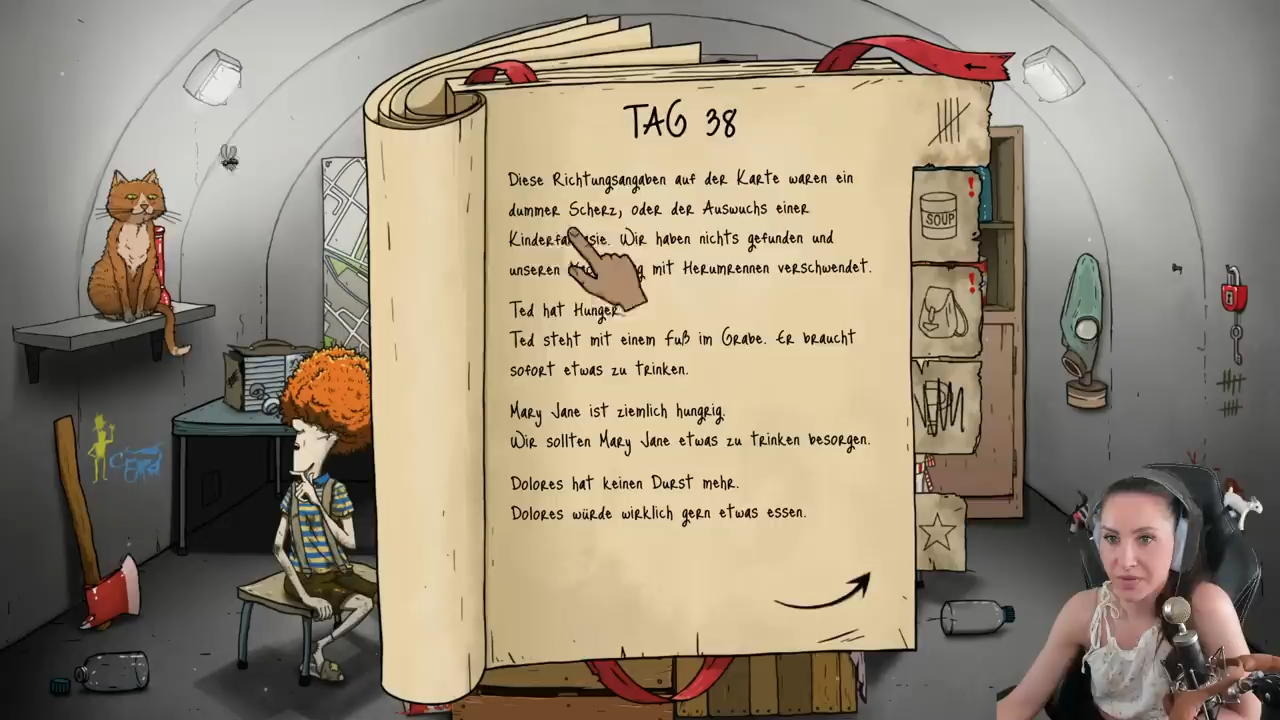 TAG 38
Diese Richtungsangaben auf der Karte waren ein
dummer Scherz, oder der Auswuchs einer
Wir haben nichts gefunden und
unseren mit Herumrennen verschwendet.
Ted hat Hunger
Ted steht mit einem Fuß im Grabe. Er braucht
sofort etwas zu trinken.
Mary Jane ist ziemlich hungrig.
Wir sollten Mary Jane etwas zu trinken besorgen.
Dolores hat keinen Durst mehr.
Dolores würde wirklich gern etwas essen.
SOUP